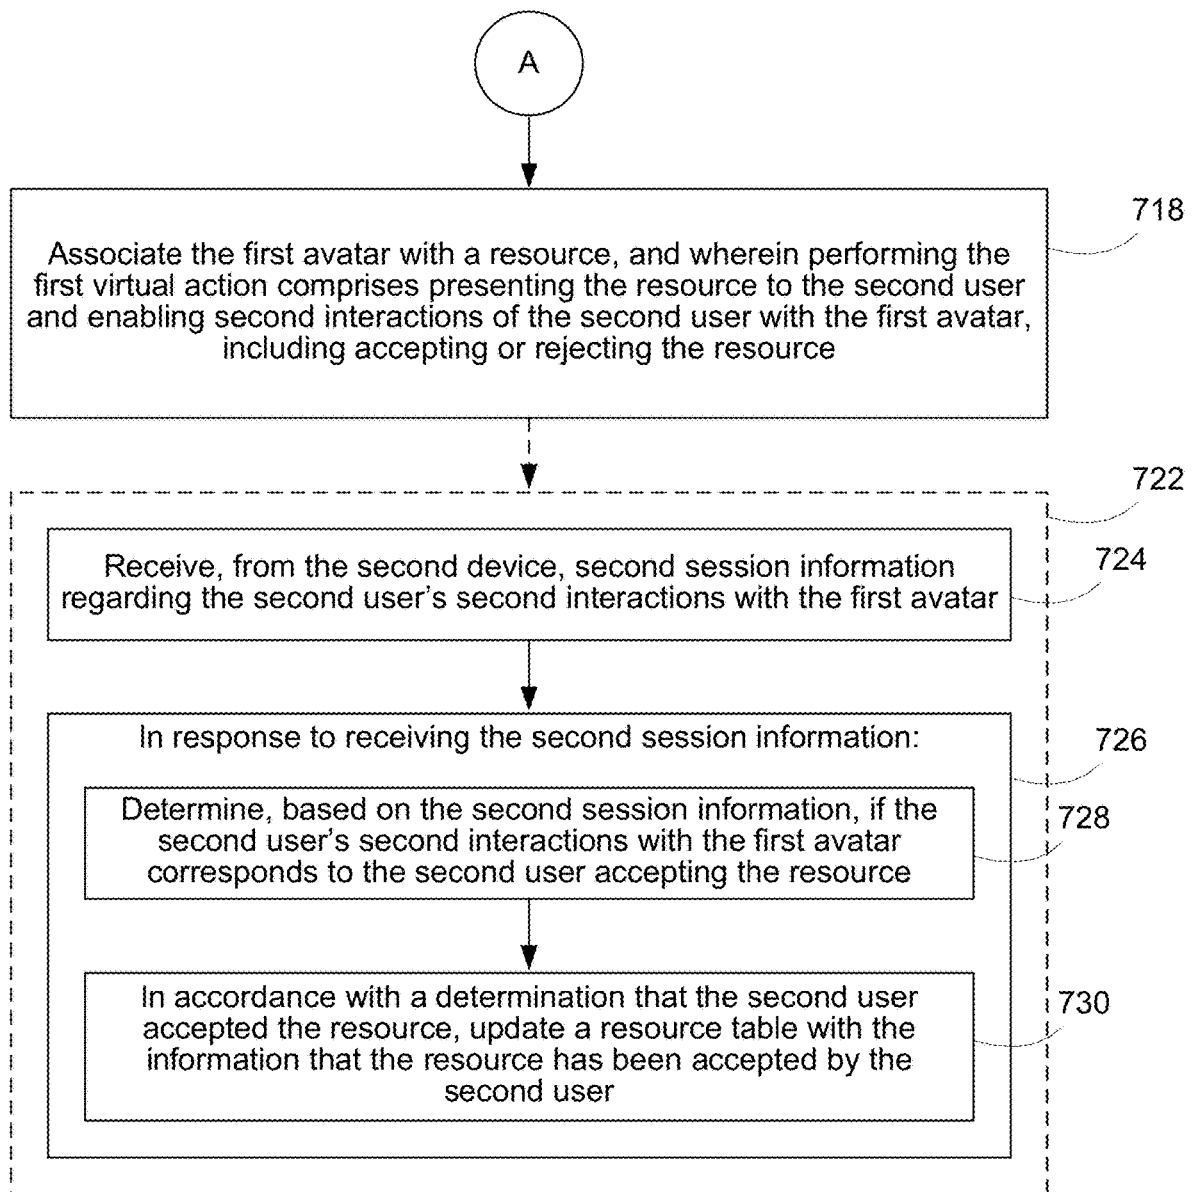 A
718
Associate the first avatar with a resource, and wherein performing the
first virtual action comprises presenting the resource to the second user
and enabling second interactions of the second user with the first avatar,
including accepting or rejecting the resource
722
724
Receive, from the second device, second session information
regarding the second user's second interactions with the first avatar
726
In response to receiving the second session information:
728
Determine, based on the second session information, if the
second user's second interactions with the first avatar
corresponds to the second user accepting the resource
730
In accordance with a determination that the second user
accepted the resource, update a resource table with the
information that the resource has been accepted by the
second user